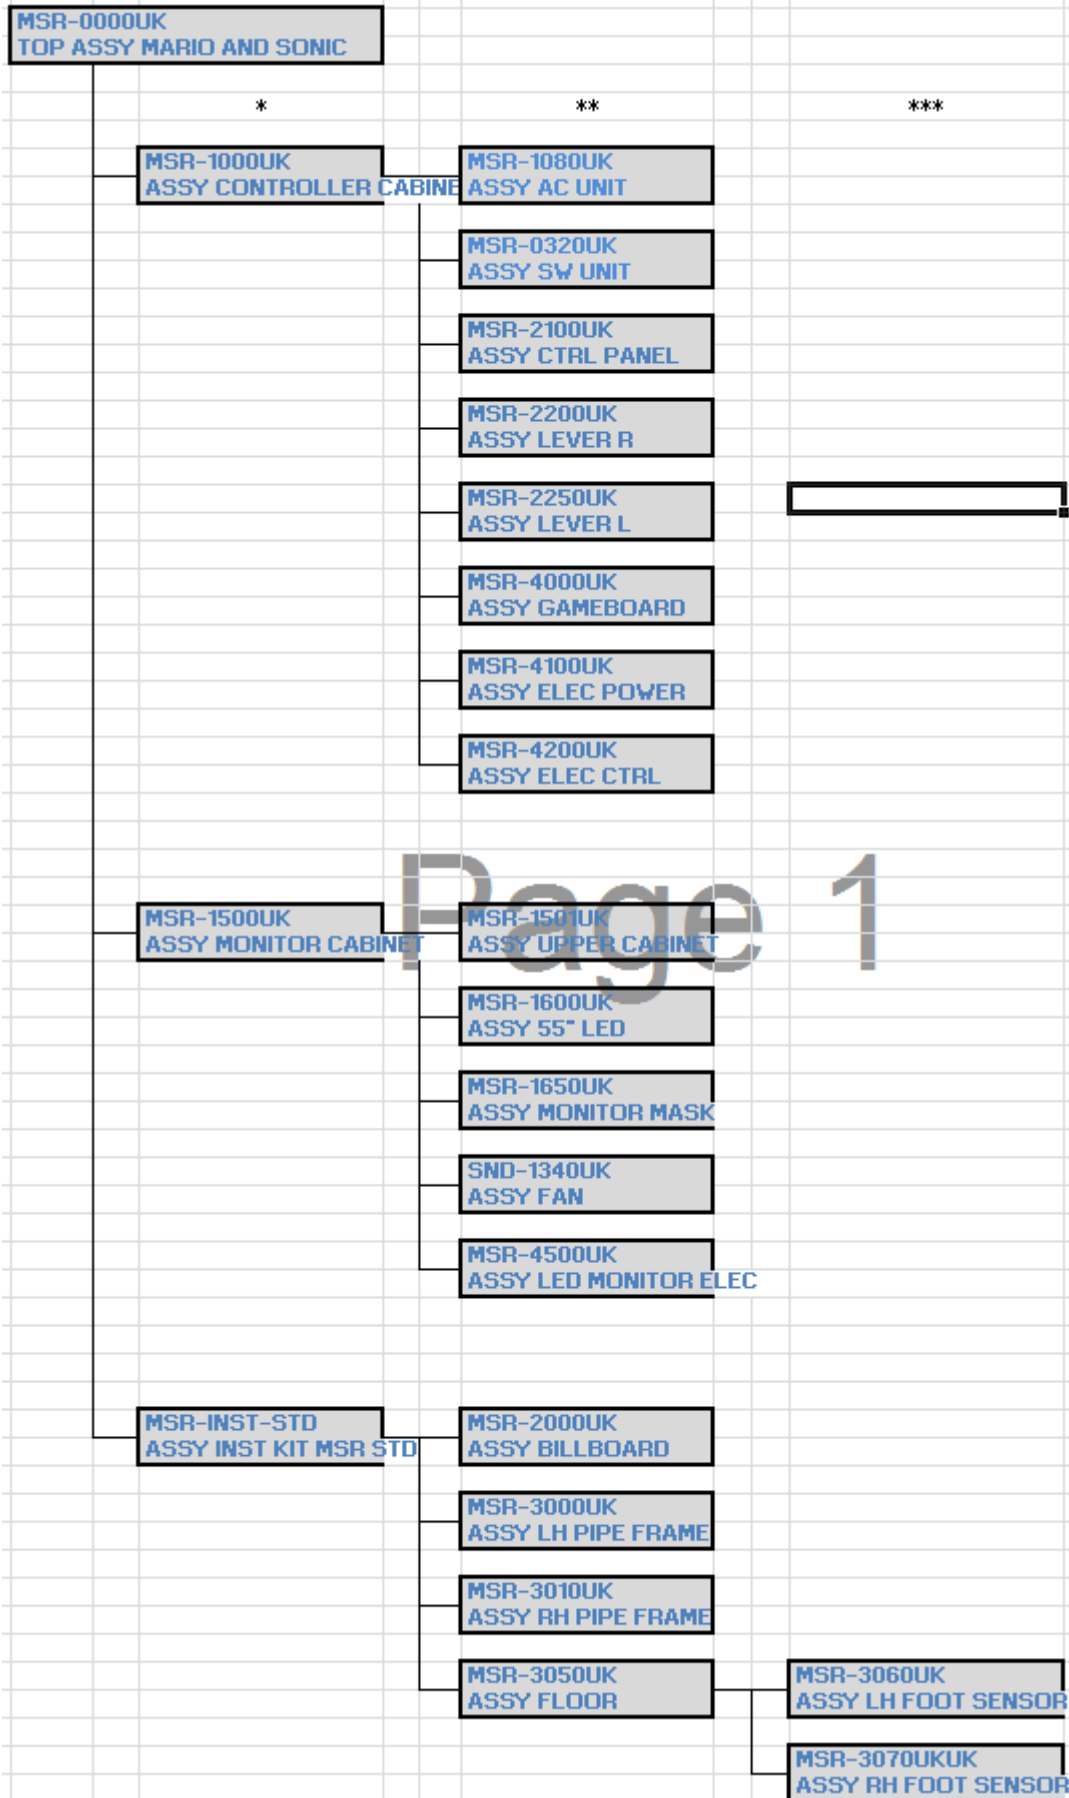 MSR-0000UK
TOP ASSY MARIO AND SONIC
* ** ***
MSR-1000UK
ASSY CONTROLLER CABINE
MSR-1080UK
ASSY AC UNIT
MSR-0320UK
ASSY SW UNIT
MSR-2100UK
ASSY CTRL PANEL
MSR-2200UK
ASSY LEVER R
MSR-2250UK
ASSY LEVER L
MSR-4000UK
ASSY GAMEBOARD
MSR-4100UK
ASSY ELEC POWER
MSR-4200UK
ASSY ELEC CTRL
Page 1
MSR-1500UK
ASSY MONITOR CABINET
MSR-1501UK
ASSY UPPER CABINET
MSR-1600UK
ASSY 55" LED
MSR-1650UK
ASSY MONITOR MASK
SND-1340UK
ASSY FAN
MSR-4500UK
ASSY LED MONITOR ELEC
MSR-INST-STD
ASSY INST KIT MSR STD
MSR-2000UK
ASSY BILLBOARD
MSR-3000UK
ASSY LH PIPE FRAME
MSR-3010UK
ASSY RH PIPE FRAME
MSR-3050UK
ASSY FLOOR
MSR-3060UK
ASSY LH FOOT SENSOR
MSR-3070UKUK
ASSY RH FOOT SENSOR